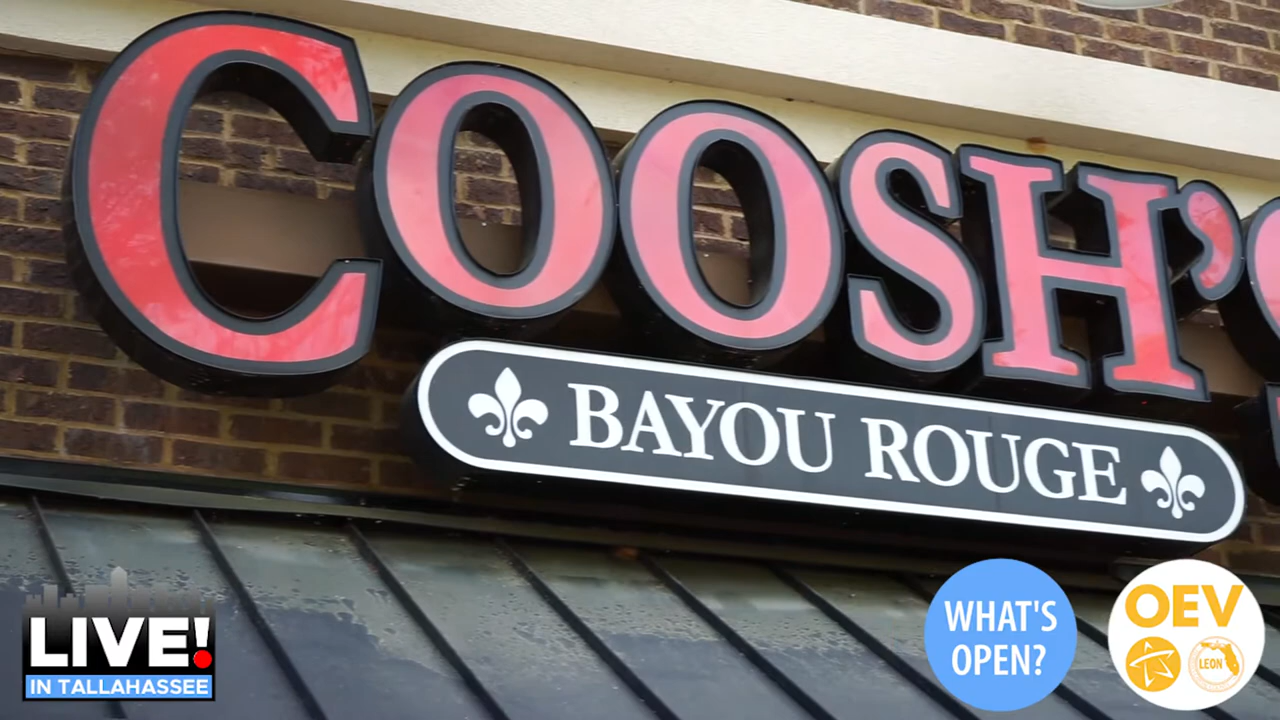 COOSH'S
BAYOU ROUGE
LIVE!
IN TALLAHASSEE
WHAT'S
OPEN?
OEV
LEON